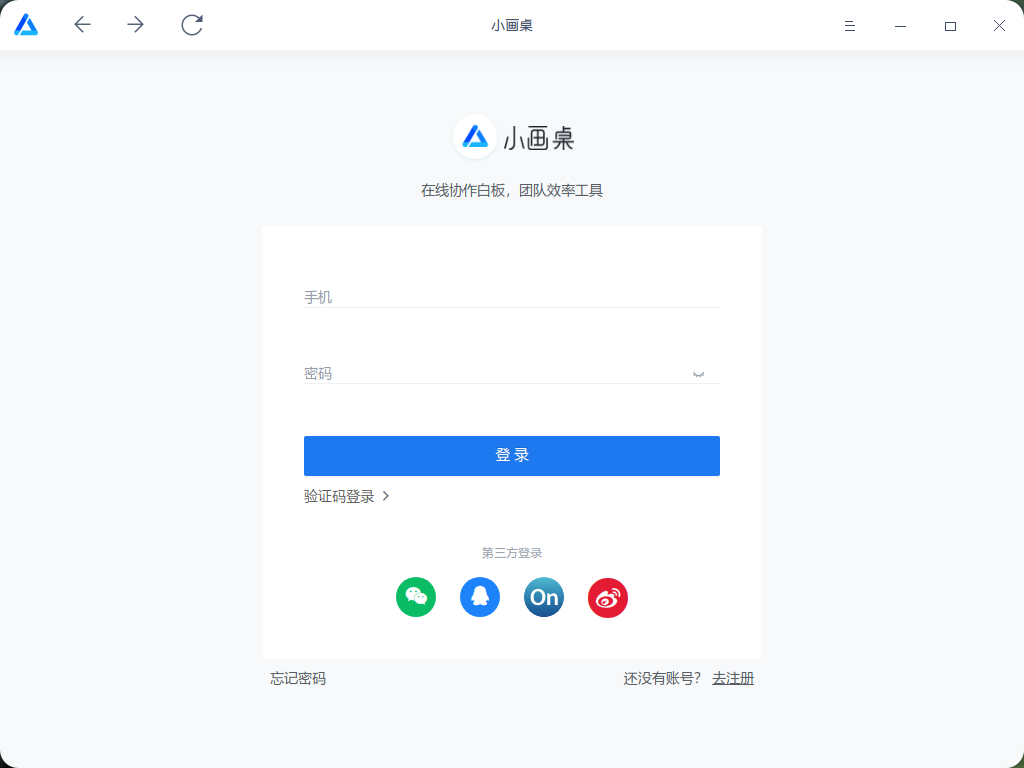 小画桌
小画桌
在线协作白板，团队效率工具
手机
密码
登 录
验证码登录
第三方登录
On
忘记密码
还没有账号? 去注册